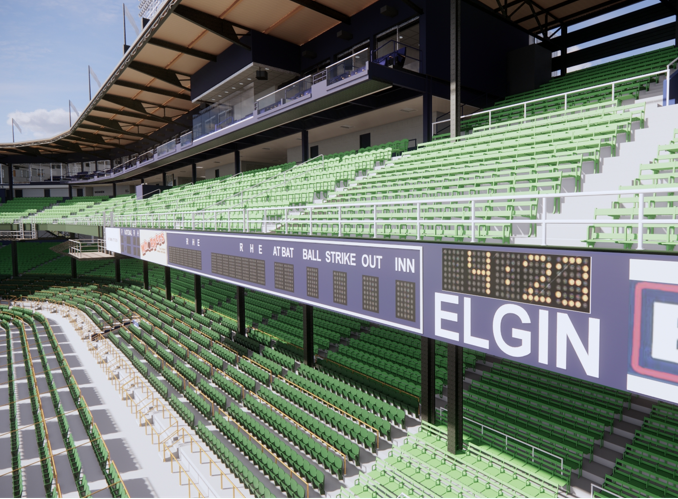 R H E R H E AT BAT BALL STRIKE OUT INN
4:23
ELGIN